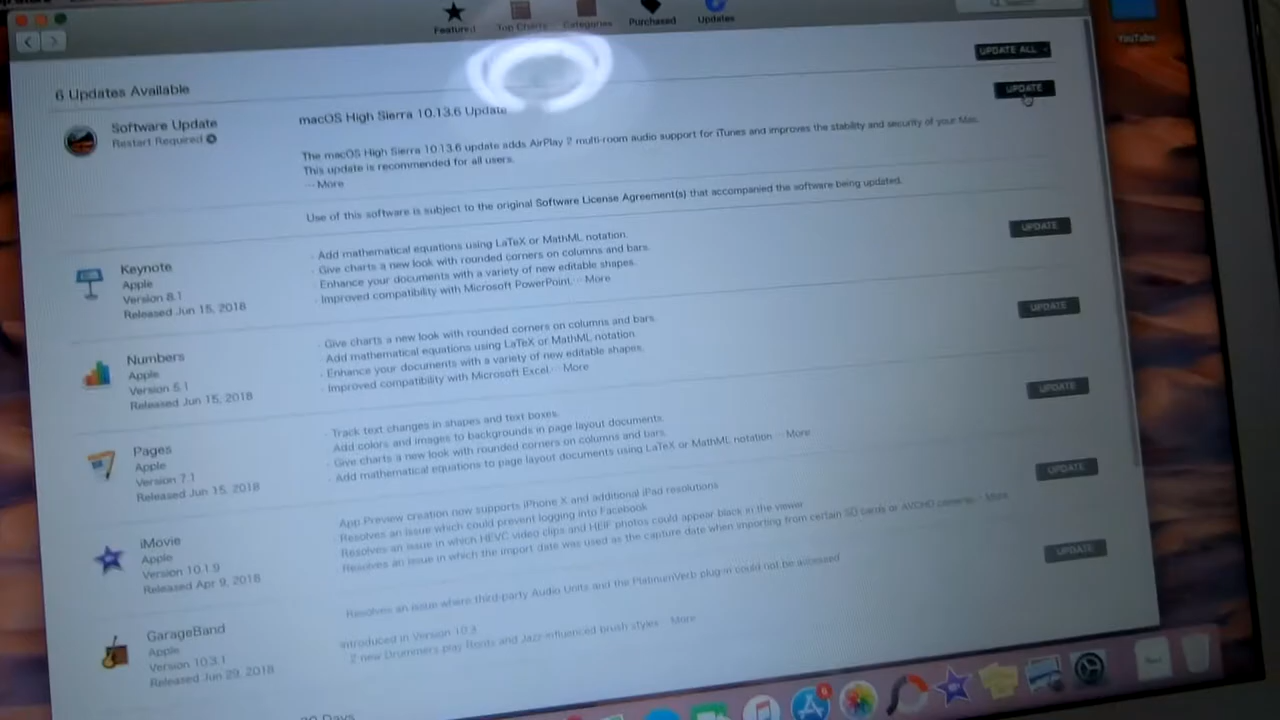 Featured Top Charts Categories Purchased Updates
YouTube
UPDATE ALL
6 Updates Available
UPDATE
Software Update
Restart Required
macOS High Sierra 10.13.6 Update
The macOS High Sierra 10.13.6 update adds AirPlay 2 multi-room audio support for iTunes and improves the stability and security of your Mac.
This update is recommended for all users.
··· More
Use of this software is subject to the original Software License Agreement(s) that accompanied the software being updated.
Keynote
Apple
Version 8.1
Released Jun 15, 2018
· Add mathematical equations using LaTeX or MathML notation.
· Give charts a new look with rounded corners on columns and bars.
· Enhance your documents with a variety of new editable shapes.
· Improved compatibility with Microsoft PowerPoint. ··· More
UPDATE
Numbers
Apple
Version 5.1
Released Jun 15, 2018
· Give charts a new look with rounded corners on columns and bars.
· Add mathematical equations using LaTeX or MathML notation.
· Enhance your documents with a variety of new editable shapes.
· Improved compatibility with Microsoft Excel ··· More
UPDATE
Pages
Apple
Version 7.1
Released Jun 15, 2018
· Track text changes in shapes and text boxes.
· Add colors and images to backgrounds in page layout documents.
· Give charts a new look with rounded corners on columns and bars.
· Add mathematical equations to page layout documents using LaTeX or MathML notation ··· More
UPDATE
iMovie
Apple
Version 10.1.9
Released Apr 9, 2018
App Preview creation now supports iPhone X and additional iPad resolutions
Resolves an issue which could prevent logging into Facebook
Resolves an issue in which HEVC video clips and HEIF photos could appear black in the viewer
Resolves an issue in which the import date was used as the capture date when importing from certain SD cards or AVCHD cameras ··· More
UPDATE
GarageBand
Apple
Version 10.3.1
Released Jun 29, 2018
Resolves an issue where third-party Audio Units and the PlatinumVerb plug-in could not be accessed
Introduced in Version 10.3
2 new Drummers play Roots and Jazz-influenced brush styles ··· More
UPDATE
30 Days
6